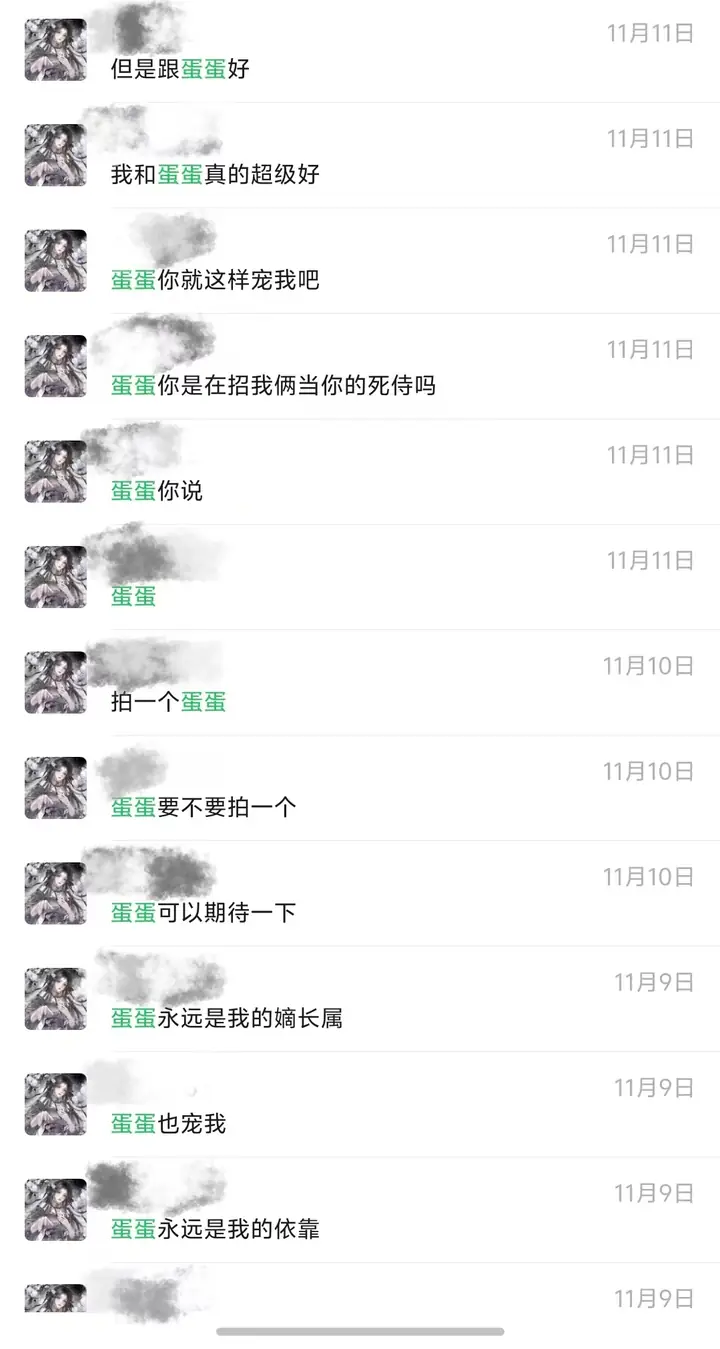 11月11日
但是跟蛋蛋好
11月11日
我和蛋蛋真的超级好
11月11日
蛋蛋你就这样宠我吧
11月11日
蛋蛋你是在招我俩当你的死侍吗
11月11日
蛋蛋你说
11月11日
蛋蛋
11月10日
拍一个蛋蛋
11月10日
蛋蛋要不要拍一个
11月10日
蛋蛋可以期待一下
11月9日
蛋蛋永远是我的嫡长属
11月9日
蛋蛋也宠我
11月9日
蛋蛋永远是我的依靠
11月9日